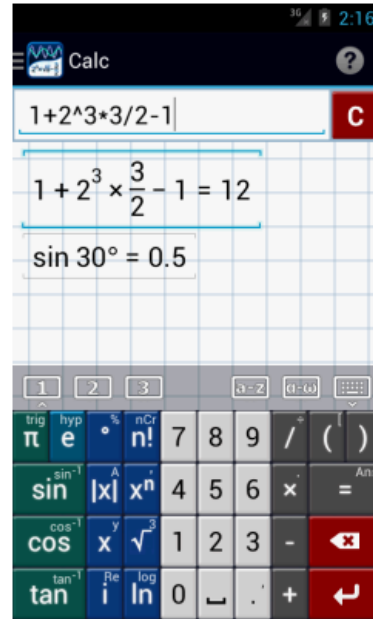 3G 2:16
Calc ?
1+2^3*3/2-1 C
1 + 2³ × 3/2 − 1 = 12
sin 30° = 0.5
1 2 3 a-z α-ω
trig π hyp e ° % n! nCr 7 8 9 / ÷ ( [ )
sin sin⁻¹ |x| A xⁿ 4 5 6 × = An
cos cos⁻¹ x y √ 3 1 2 3 -
tan tan⁻¹ i Re ln log 0 . +